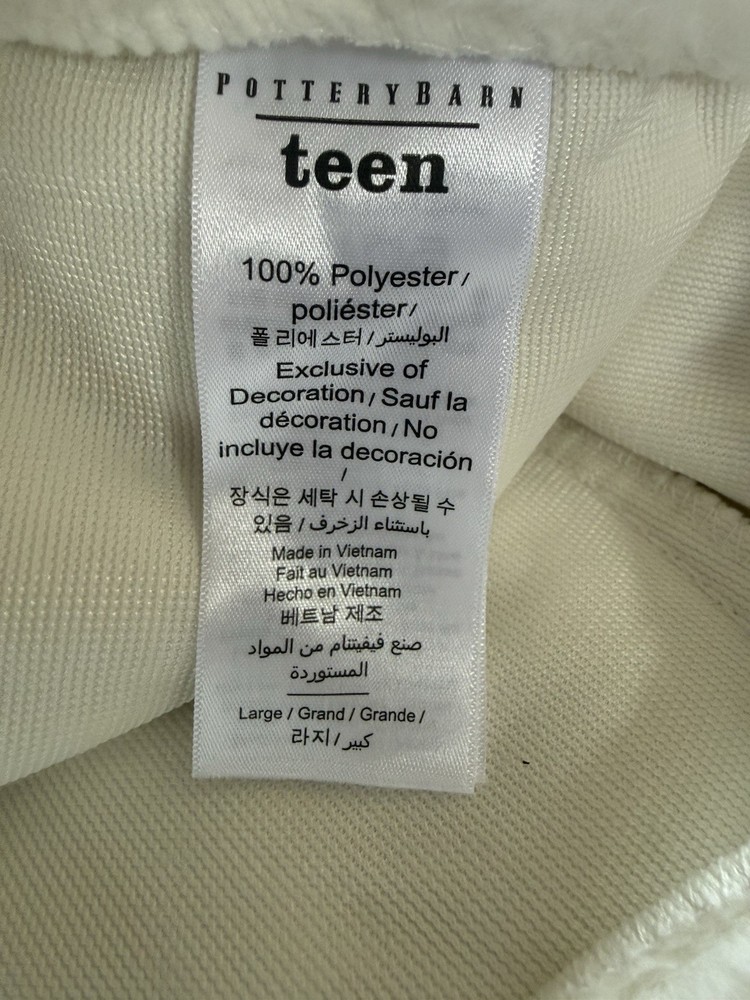 POTTERYBARN
teen
100% Polyester/
poliéster/
폴리에스터/البوليستر
Exclusive of
Decoration/Sauf la
décoration/No
incluye la decoración
/
장식은 세탁 시 손상될 수
있음/باستثناء الزخرف
Made in Vietnam
Fait au Vietnam
Hecho en Vietnam
베트남 제조
صنع فيفيتنام من المواد
المستوردة
Large / Grand / Grande /
라지/كبير